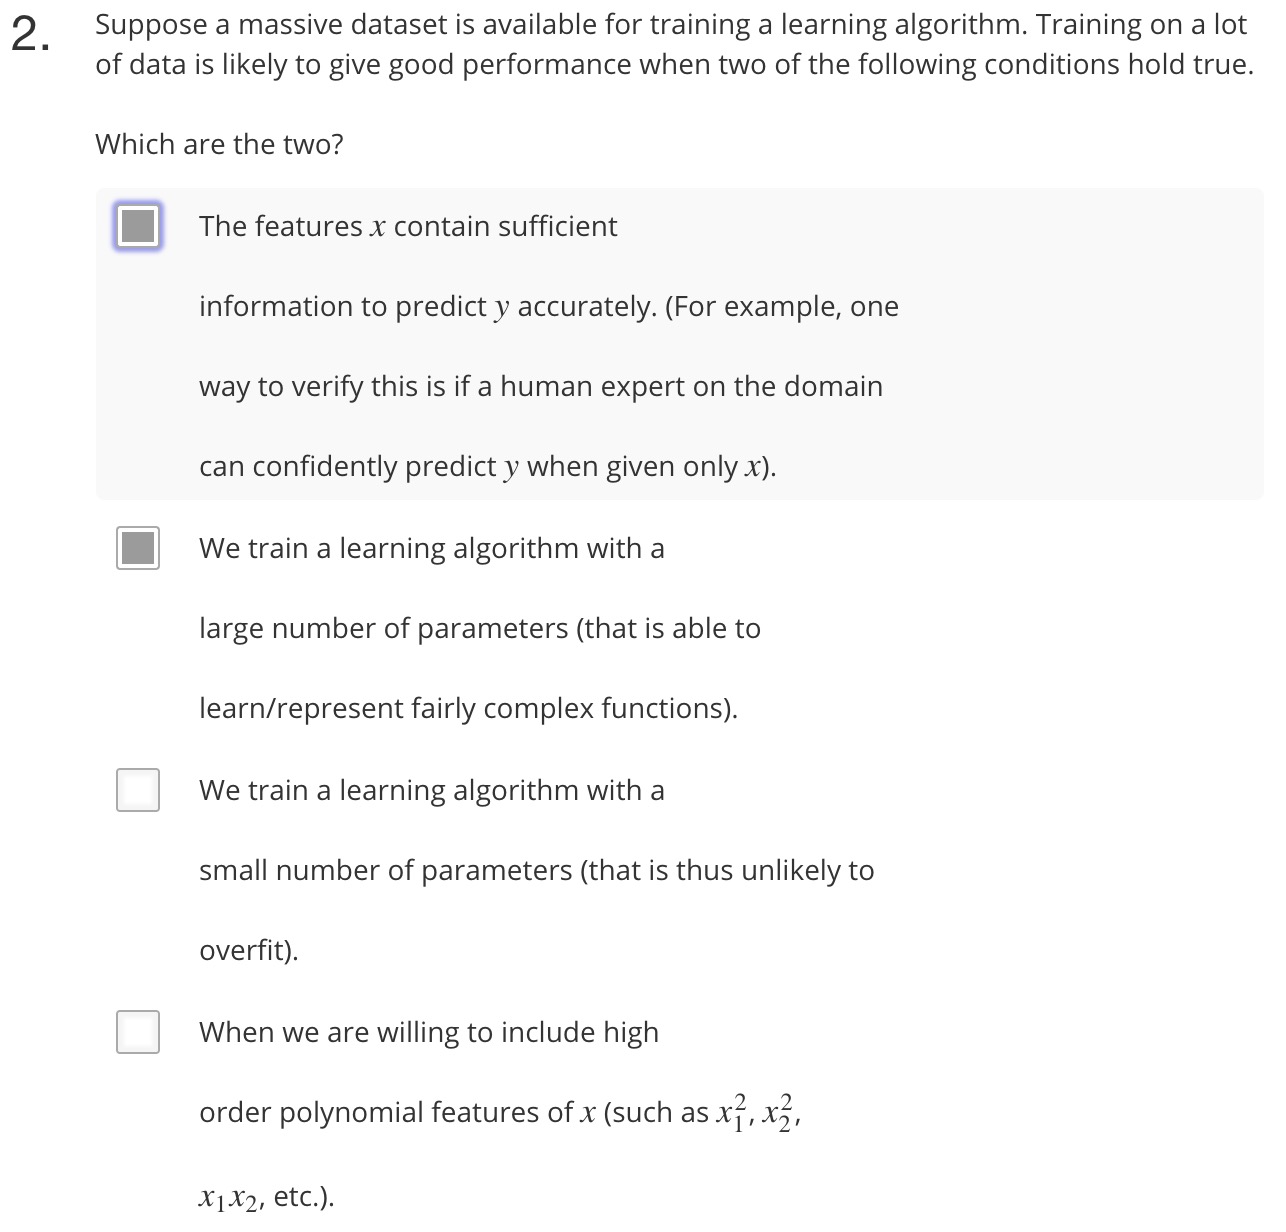 2. Suppose a massive dataset is available for training a learning algorithm. Training on a lot
of data is likely to give good performance when two of the following conditions hold true.
Which are the two?
The features x contain sufficient
information to predict y accurately. (For example, one
way to verify this is if a human expert on the domain
can confidently predict y when given only x).
We train a learning algorithm with a
large number of parameters (that is able to
learn/represent fairly complex functions).
We train a learning algorithm with a
small number of parameters (that is thus unlikely to
overfit).
When we are willing to include high
order polynomial features of x (such as x₁², x₂²,
x₁x₂, etc.).